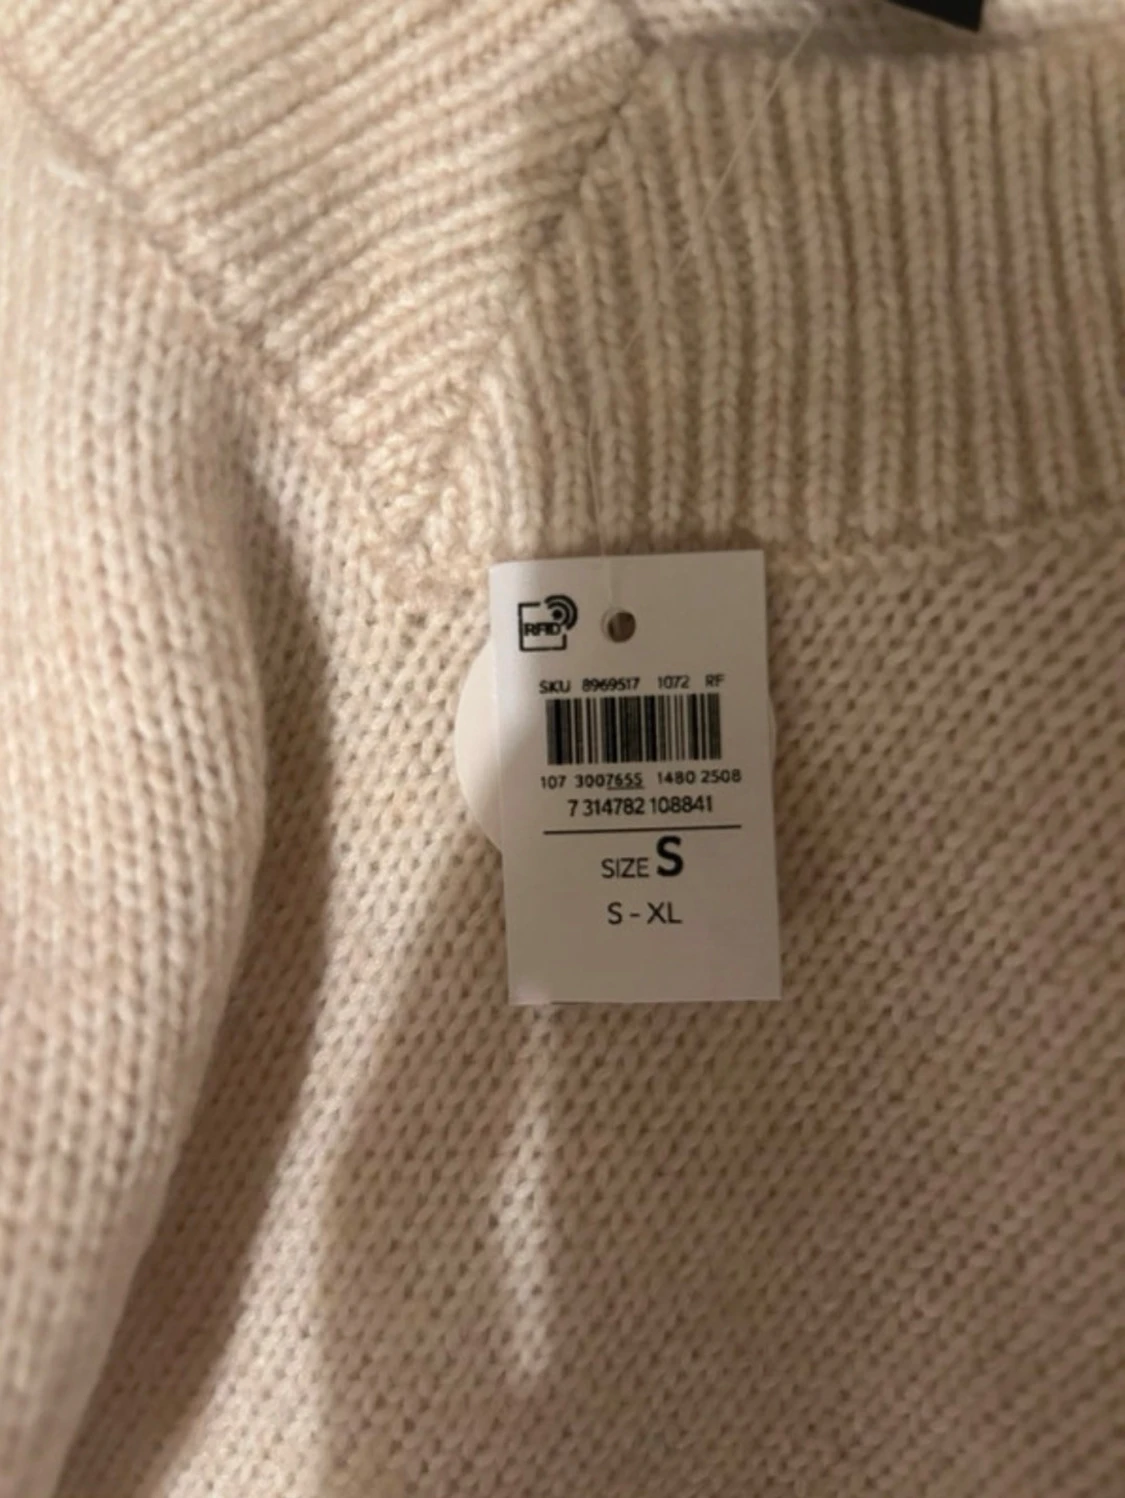 RFID
SKU 8969517 1072 RF
107 3007655 1480 2508
7 314782 108841
SIZE S
S - XL